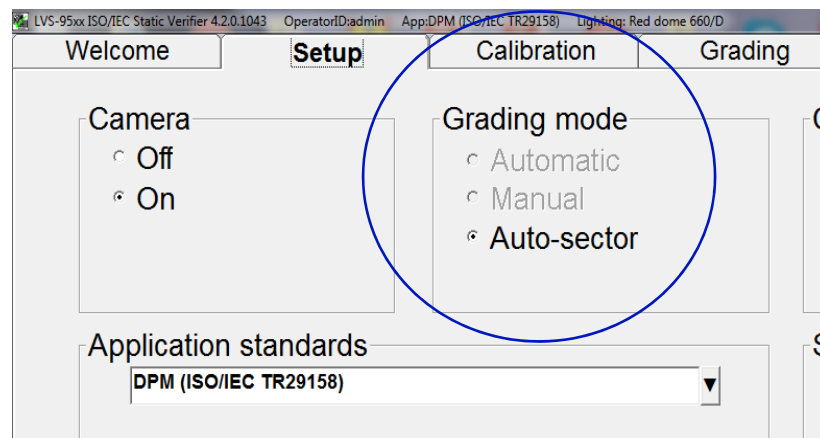 LVS-95xx ISO/IEC Static Verifier 4.2.0.1043 OperatorID:admin App:DPM (ISO/IEC TR29158) Lighting: Red dome 660/D
Welcome Setup Calibration Grading
Camera
Off
On
Grading mode
Automatic
Manual
Auto-sector
Application standards
DPM (ISO/IEC TR29158)